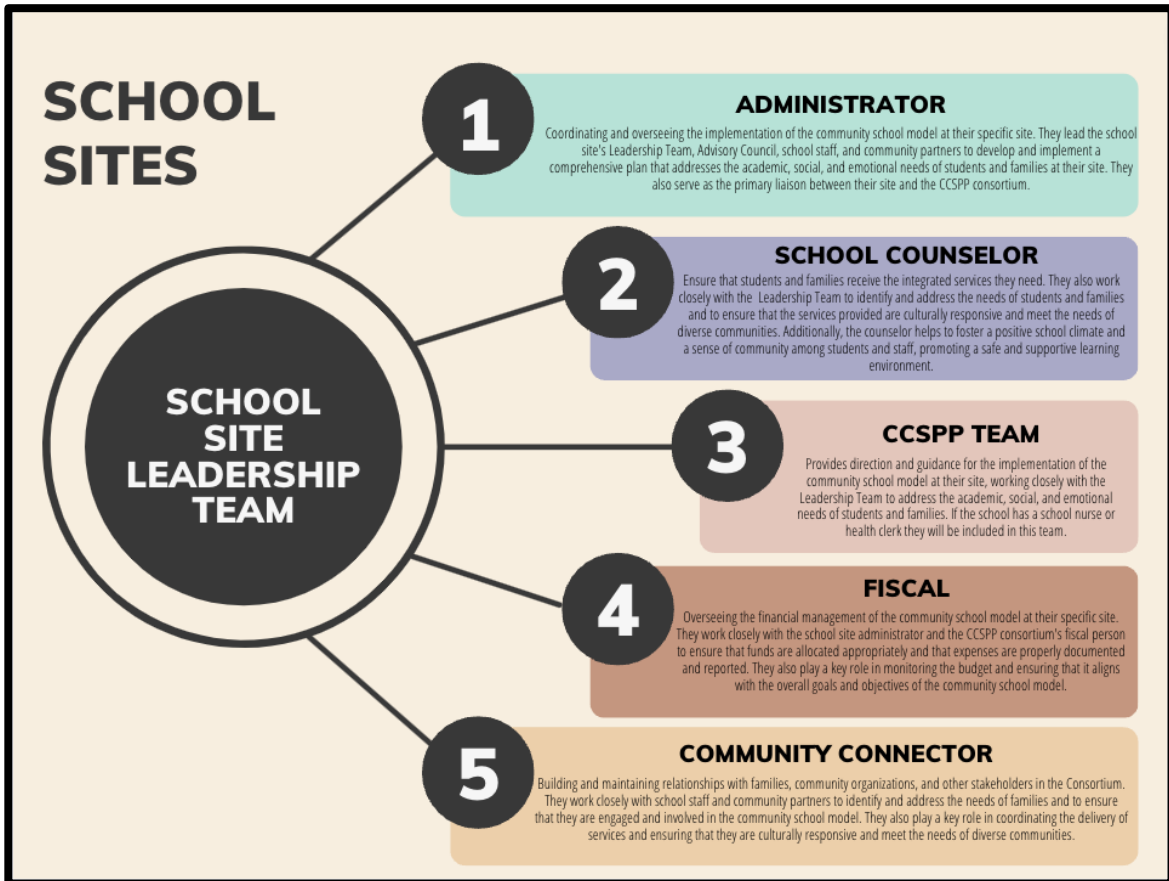 SCHOOL
SITES
SCHOOL
SITE
LEADERSHIP
TEAM
1
ADMINISTRATOR
Coordinating and overseeing the implementation of the community school model at their specific site. They lead the school
site's Leadership Team, Advisory Council, school staff, and community partners to develop and implement a
comprehensive plan that addresses the academic, social, and emotional needs of students and families at their site. They
also serve as the primary liaison between their site and the CCSPP consortium.
2
SCHOOL COUNSELOR
Ensure that students and families receive the integrated services they need. They also work
closely with the Leadership Team to identify and address the needs of students and families
and to ensure that the services provided are culturally responsive and meet the needs of
diverse communities. Additionally, the counselor helps to foster a positive school climate and
a sense of community among students and staff, promoting a safe and supportive learning
environment.
3
CCSPP TEAM
Provides direction and guidance for the implementation of the
community school model at their site, working closely with the
Leadership Team to address the academic, social, and emotional
needs of students and families. If the school has a school nurse or
health clerk they will be included in this team.
4
FISCAL
Overseeing the financial management of the community school model at their specific site.
They work closely with the school site administrator and the CCSPP consortium's fiscal person
to ensure that funds are allocated appropriately and that expenses are properly documented
and reported. They also play a key role in monitoring the budget and ensuring that it aligns
with the overall goals and objectives of the community school model.
5
COMMUNITY CONNECTOR
Building and maintaining relationships with families, community organizations, and other stakeholders in the Consortium.
They work closely with school staff and community partners to identify and address the needs of families and to ensure
that they are engaged and involved in the community school model. They also play a key role in coordinating the delivery of
services and ensuring that they are culturally responsive and meet the needs of diverse communities.